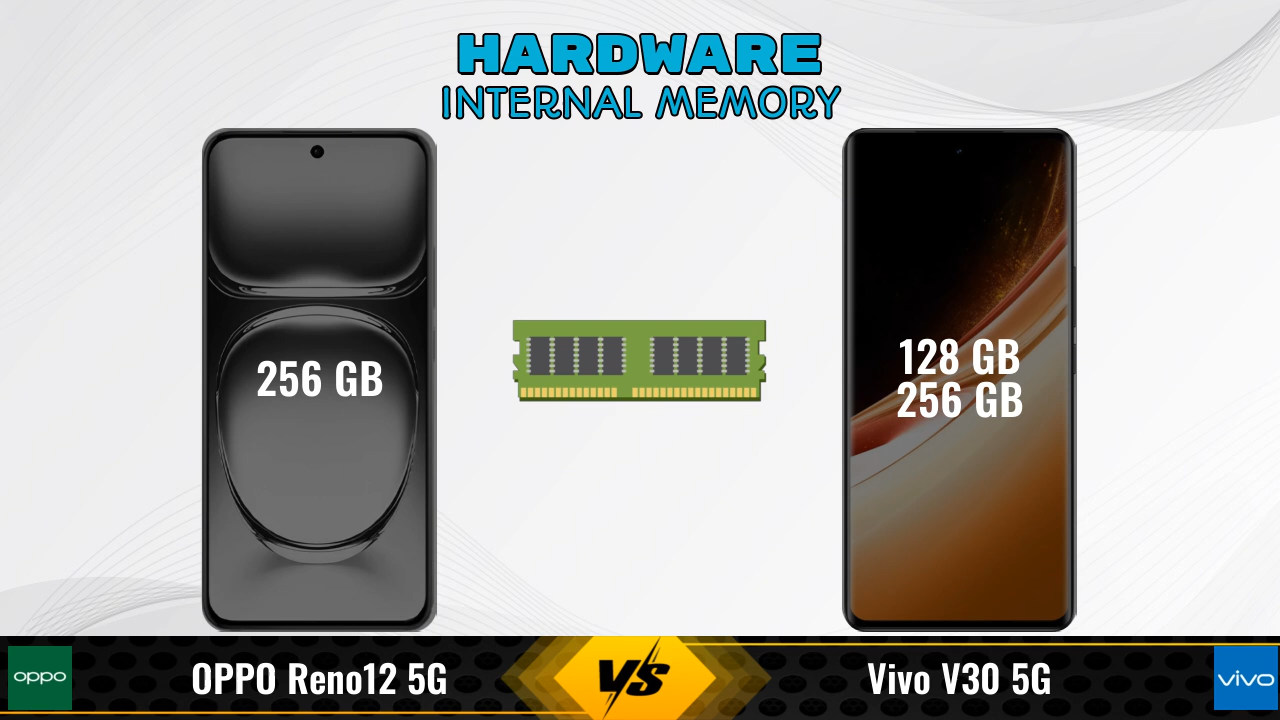 HARDWARE
INTERNAL MEMORY
256 GB
128 GB
256 GB
oppo
OPPO Reno12 5G
VS
Vivo V30 5G
vivo